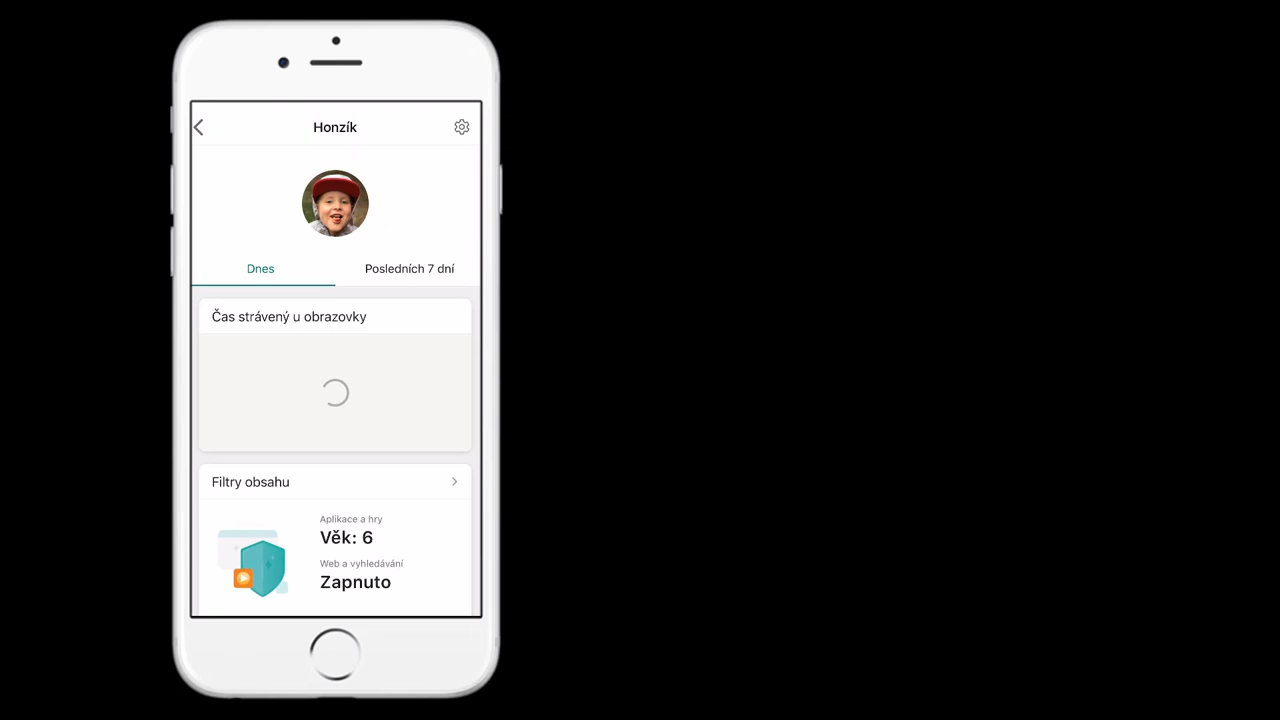 Honzík
Dnes
Posledních 7 dní
Čas strávený u obrazovky
Filtry obsahu
Aplikace a hry
Věk: 6
Web a vyhledávání
Zapnuto